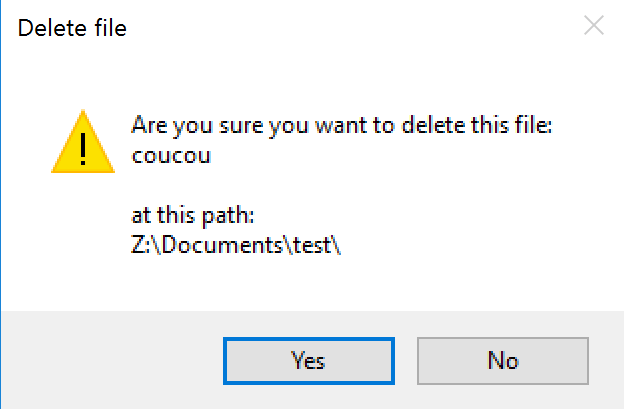 Delete file
Are you sure you want to delete this file:
coucou
at this path:
Z:\Documents\test\
Yes
No